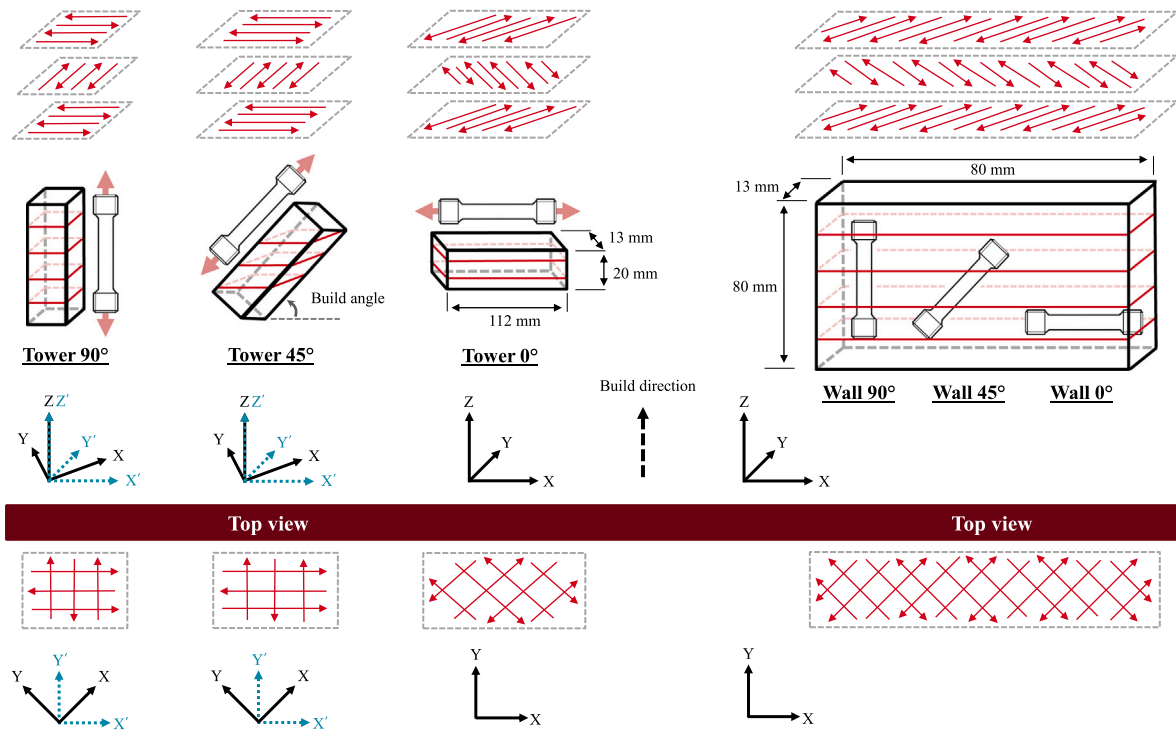 80 mm
13 mm
80 mm
13 mm
20 mm
112 mm
Build angle
Tower 90°
Tower 45°
Tower 0°
Build direction
Wall 90°
Wall 45°
Wall 0°
Z Z′
Y
Y′
X
X′
Z Z′
Y
Y′
X
X′
Z
Y
X
Z
Y
X
Top view
Top view
Y
Y′
X
X′
Y
Y′
X
X′
Y
X
Y
X